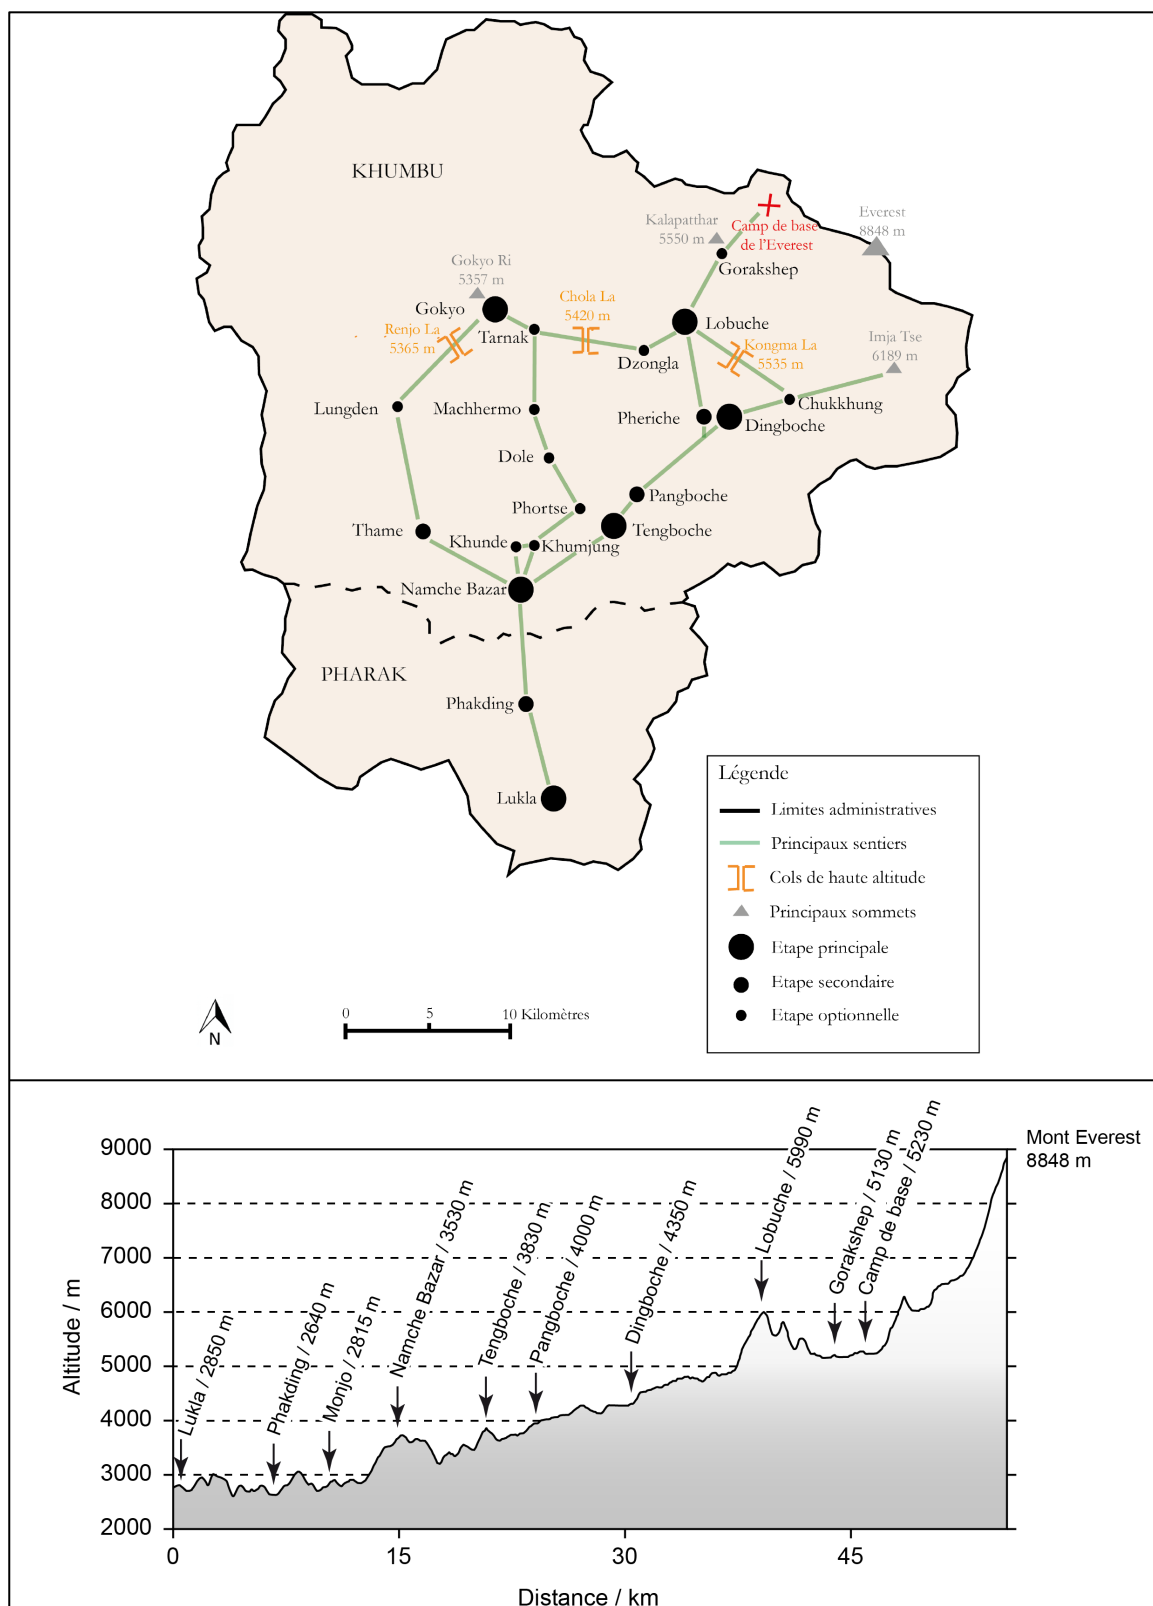 KHUMBU
Kalapatthar
5550 m
Camp de base
de l'Everest
Everest
8848 m
Gorakshep
Gokyo Ri
5357 m
Gokyo
Chola La
5420 m
Renjo La
5365 m
Tarnak
Lobuche
Dzongla
Kongma La
5535 m
Imja Tse
6189 m
Lungden
Machhermo
Pheriche
Chukkhung
Dingboche
Dole
Pangboche
Phortse
Thame
Khunde
Khumjung
Tengboche
Namche Bazar
PHARAK
Phakding
Lukla
Légende
Limites administratives
Principaux sentiers
Cols de haute altitude
Principaux sommets
Etape principale
Etape secondaire
Etape optionnelle
N
0 5 10 Kilomètres
9000
8000
7000
6000
5000
4000
3000
2000
Altitude / m
Lukla / 2850 m
Phakding / 2640 m
Monjo / 2815 m
Namche Bazar / 3530 m
Tengboche / 3830 m
Pangboche / 4000 m
Dingboche / 4350 m
Lobuche / 5990 m
Gorakshep / 5130 m
Camp de base / 5230 m
Mont Everest
8848 m
0 15 30 45
Distance / km